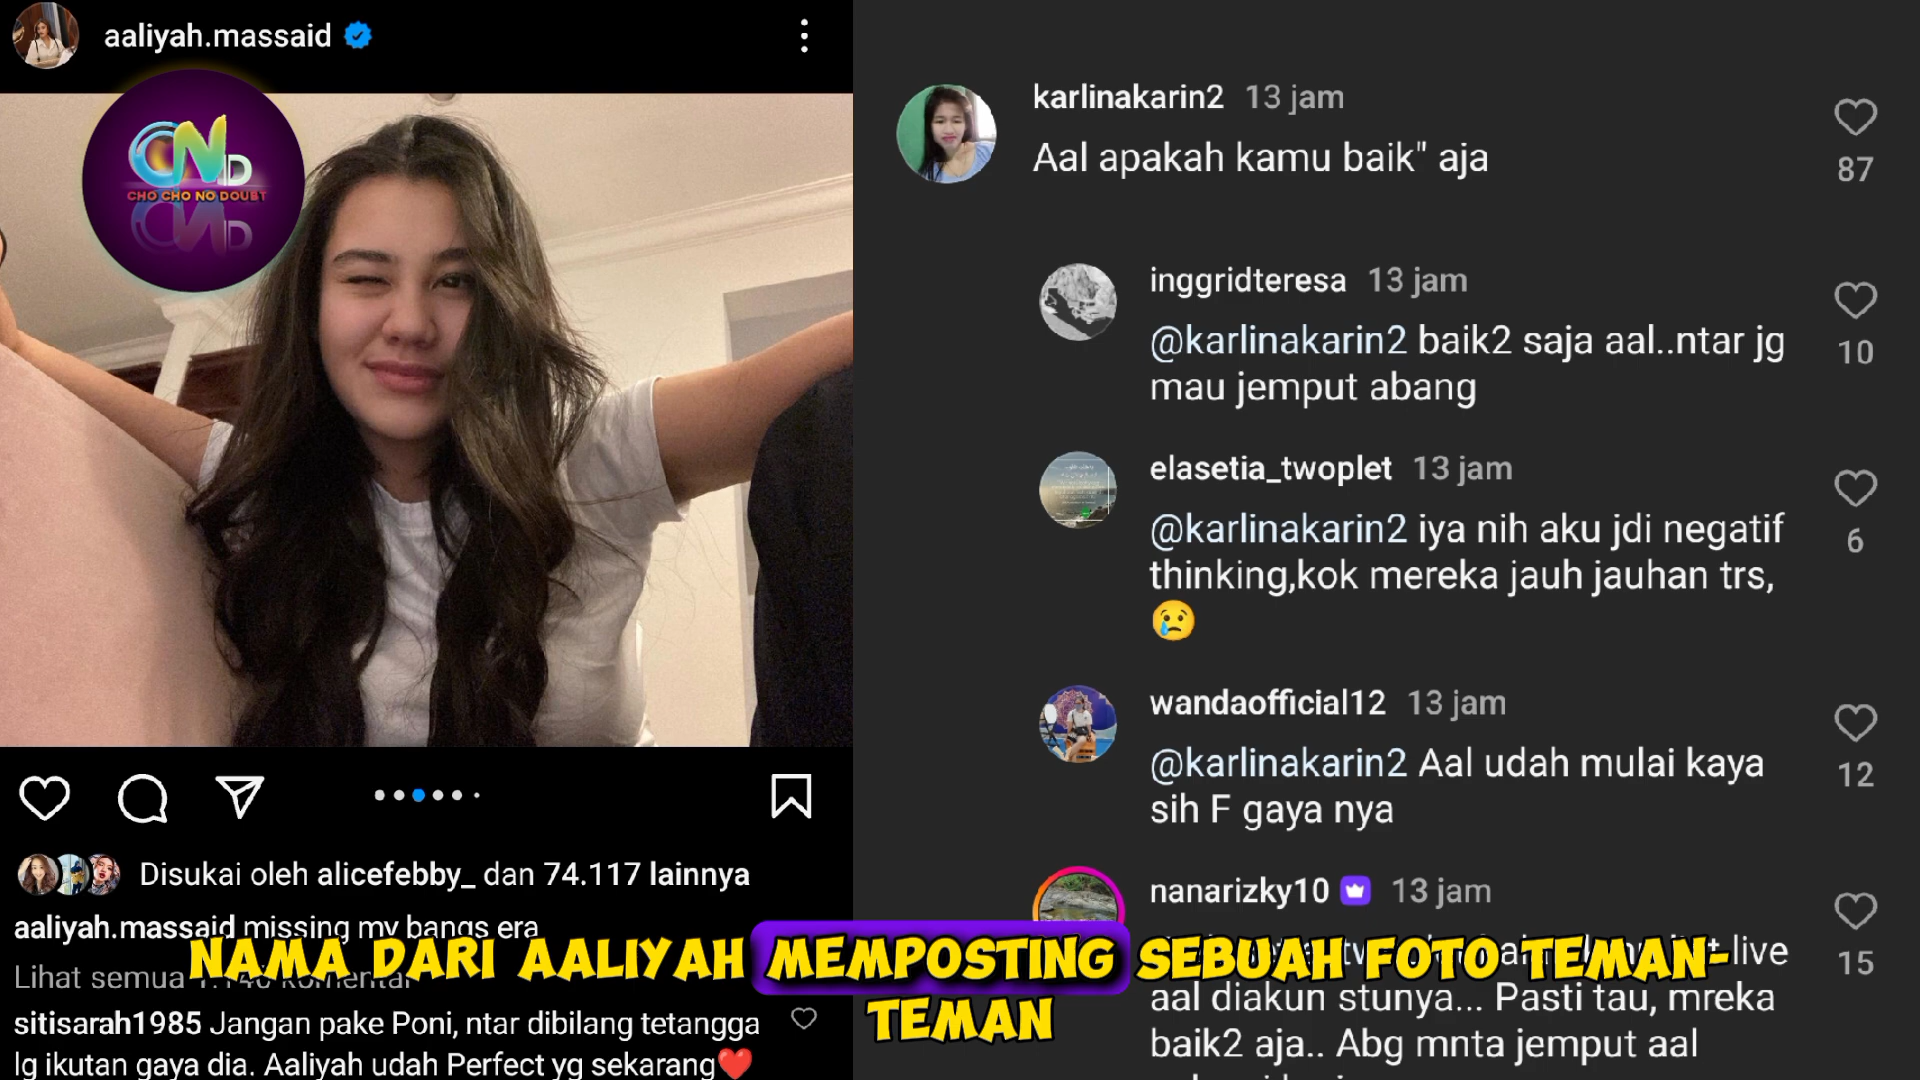 aaliyah.massaid
CND
CHO CHO NO DOUBT
Disukai oleh alicefebby_ dan 74.117 lainnya
aaliyah.massaid missing my bangs era
Lihat semua komentar
sitisarah1985 Jangan pake Poni, ntar dibilang tetangga
lg ikutan gaya dia. Aaliyah udah Perfect yg sekarang❤️
karlinakarin2 13 jam
Aal apakah kamu baik" aja
87
inggridteresa 13 jam
@karlinakarin2 baik2 saja aal..ntar jg
mau jemput abang
10
elasetia_twoplet 13 jam
@karlinakarin2 iya nih aku jdi negatif
thinking,kok mereka jauh jauhan trs,
😢
6
wandaofficial12 13 jam
@karlinakarin2 Aal udah mulai kaya
sih F gaya nya
12
nanarizky10 13 jam
live
15
aal diakun stunya... Pasti tau, mreka
baik2 aja.. Abg mnta jemput aal
NAMA DARI AALIYAH MEMPOSTING SEBUAH FOTO TEMAN-
TEMAN